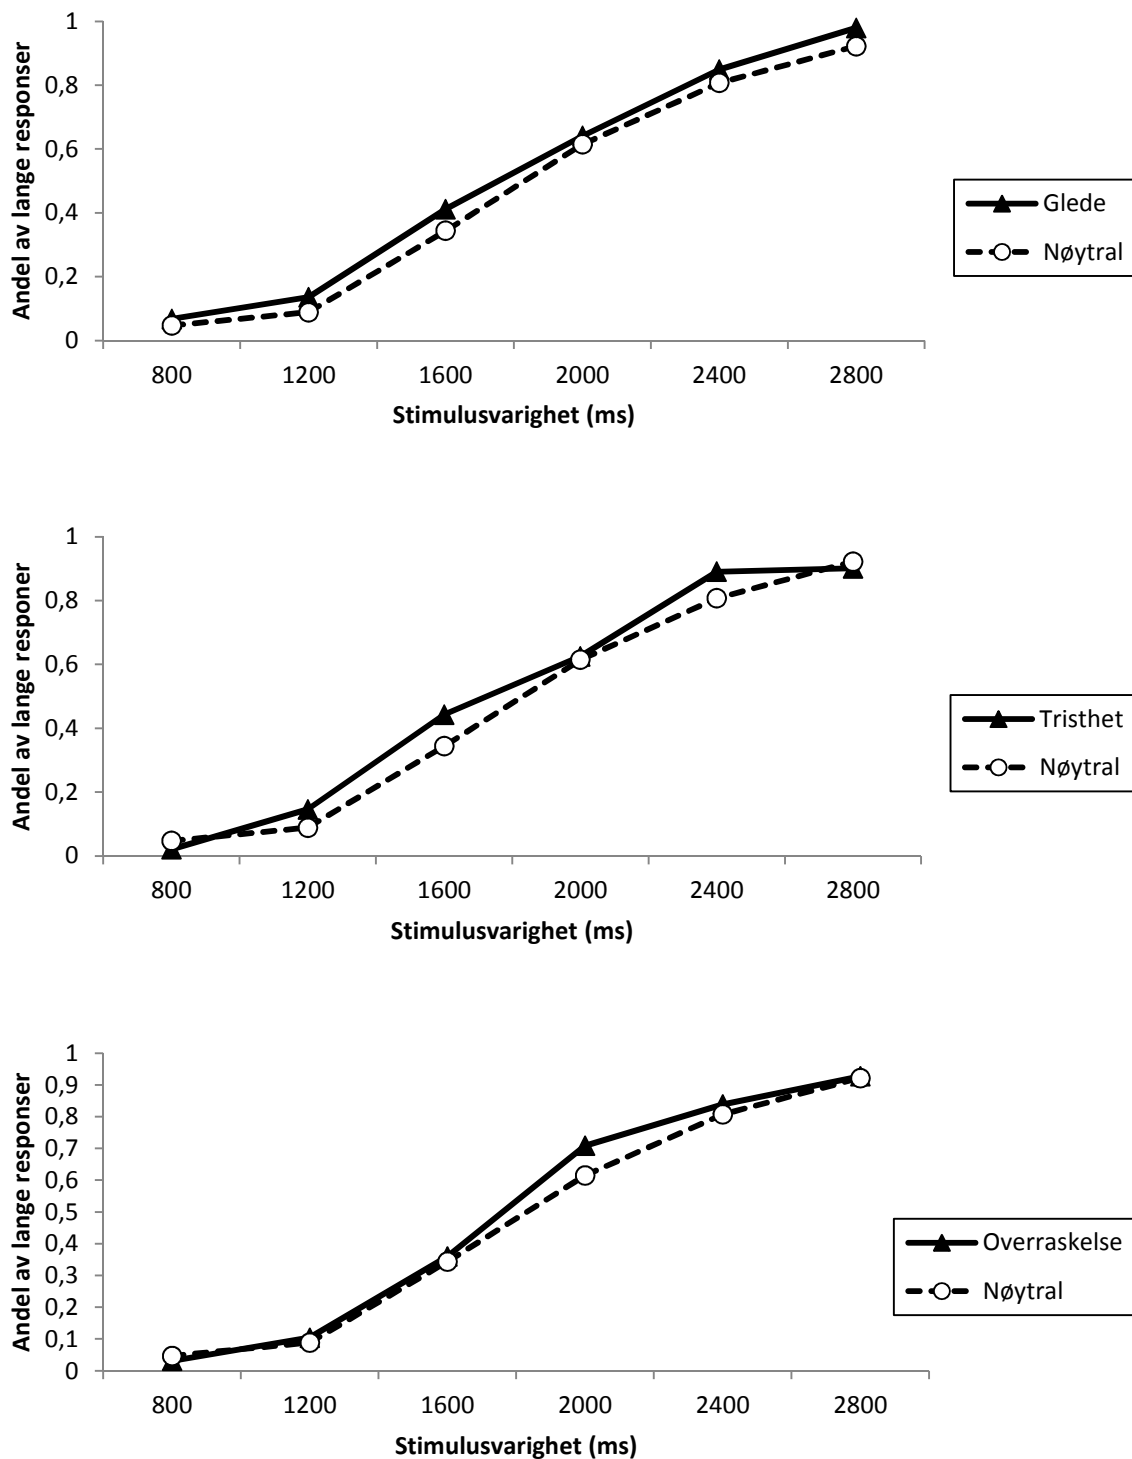 Andel av lange responser
1
0,8
0,6
0,4
0,2
0
800 1200 1600 2000 2400 2800
Stimulusvarighet (ms)
Glede
Nøytral
Andel av lange responer
1
0,8
0,6
0,4
0,2
0
800 1200 1600 2000 2400 2800
Stimulusvarighet (ms)
Tristhet
Nøytral
Andel av lange responser
1
0,9
0,8
0,7
0,6
0,5
0,4
0,3
0,2
0,1
0
800 1200 1600 2000 2400 2800
Stimulusvarighet (ms)
Overraskelse
Nøytral